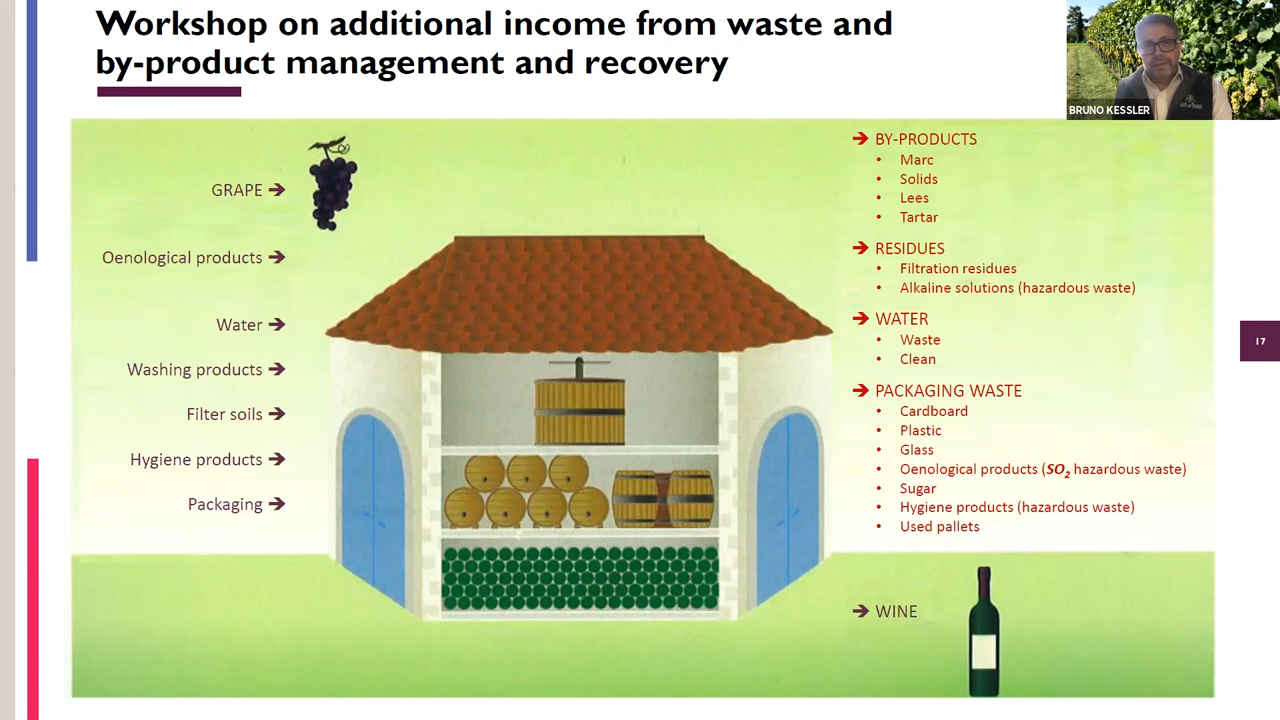 Workshop on additional income from waste and
by-product management and recovery
BRUNO KESSLER
GRAPE ➔
Oenological products ➔
Water ➔
Washing products ➔
Filter soils ➔
Hygiene products ➔
Packaging ➔
➔ BY-PRODUCTS
• Marc
• Solids
• Lees
• Tartar
➔ RESIDUES
• Filtration residues
• Alkaline solutions (hazardous waste)
➔ WATER
• Waste
• Clean
➔ PACKAGING WASTE
• Cardboard
• Plastic
• Glass
• Oenological products (SO₂ hazardous waste)
• Sugar
• Hygiene products (hazardous waste)
• Used pallets
➔ WINE
17